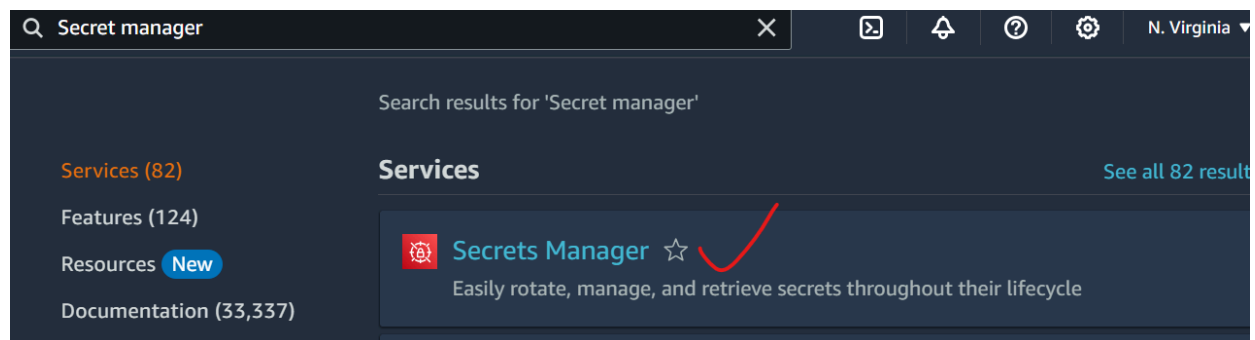 Secret manager
N. Virginia
Search results for 'Secret manager'
Services (82)
Services
See all 82 result
Features (124)
Secrets Manager
Resources New
Easily rotate, manage, and retrieve secrets throughout their lifecycle
Documentation (33,337)